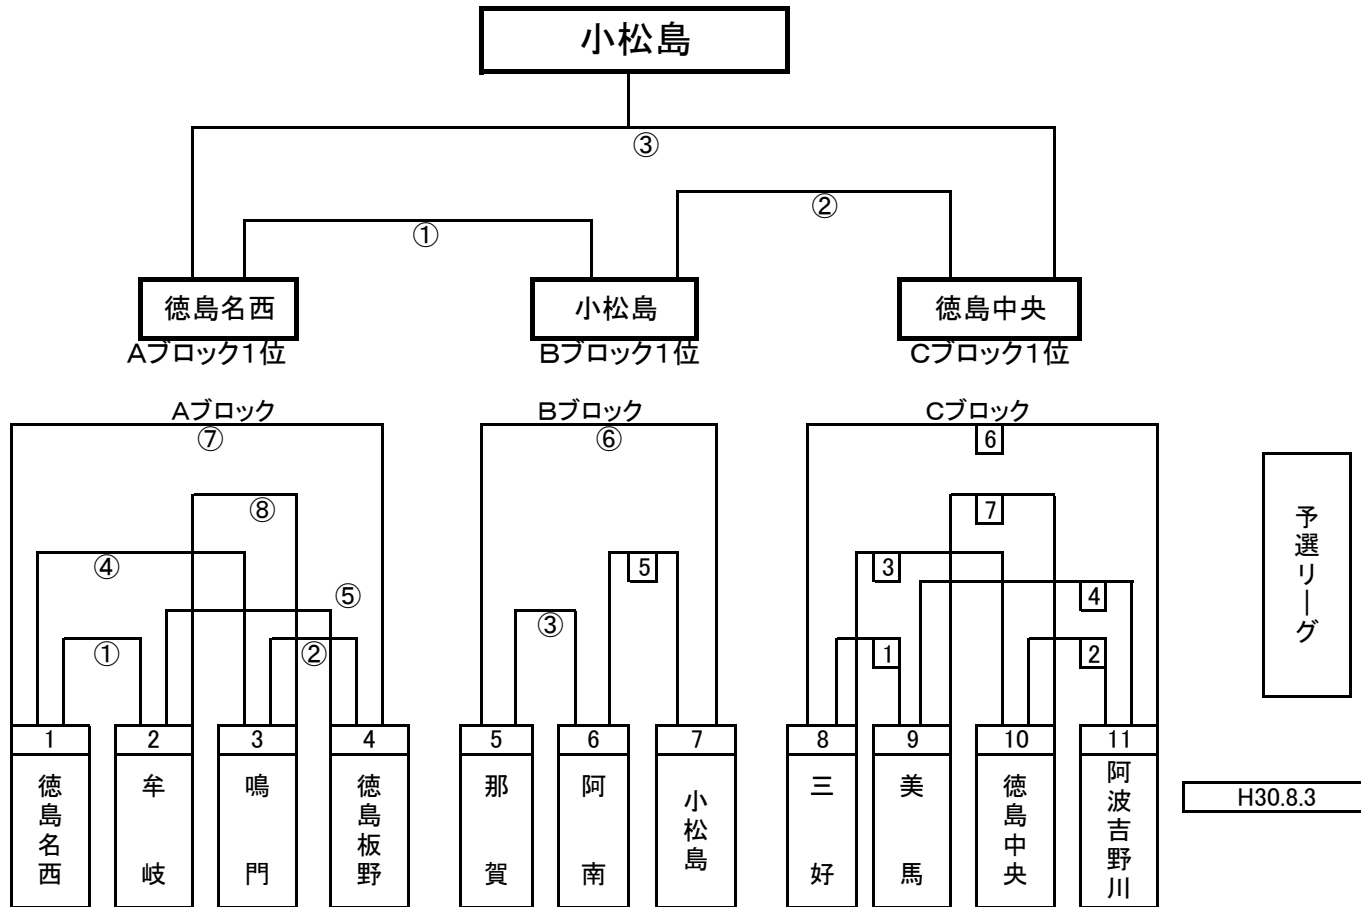 小松島
③
②
①
徳島名西
小松島
徳島中央
Aブロック1位
Bブロック1位
Cブロック1位
Aブロック
Bブロック
Cブロック
⑦
⑥
6
⑧
7
④
5
3
⑤
4
③
①
②
1
2
予選リーグ
1
2
3
4
5
6
7
8
9
10
11
徳島名西
牟岐
鳴門
徳島板野
那賀
阿南
小松島
三好
美馬
徳島中央
阿波吉野川
H30.8.3